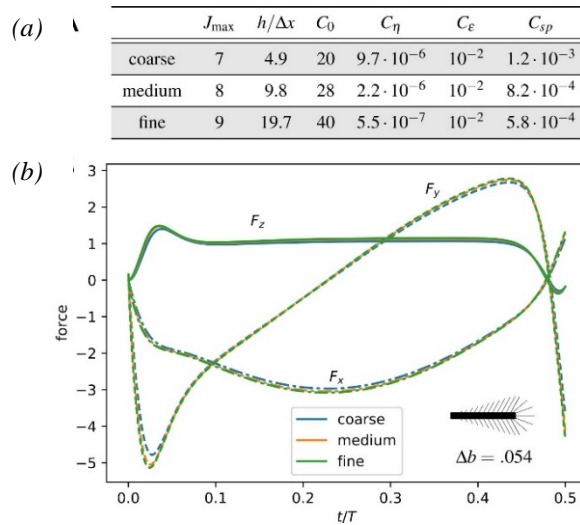 (a)
J_max h/Δx C_0 C_η C_ε C_sp
coarse 7 4.9 20 9.7·10^−6 10^−2 1.2·10^−3
medium 8 9.8 28 2.2·10^−6 10^−2 8.2·10^−4
fine 9 19.7 40 5.5·10^−7 10^−2 5.8·10^−4
(b)
3
2
1
0
−1
−2
−3
−4
−5
force
F_y
F_z
F_x
coarse
medium
fine
Δb = .054
0.0 0.1 0.2 0.3 0.4 0.5
t/T